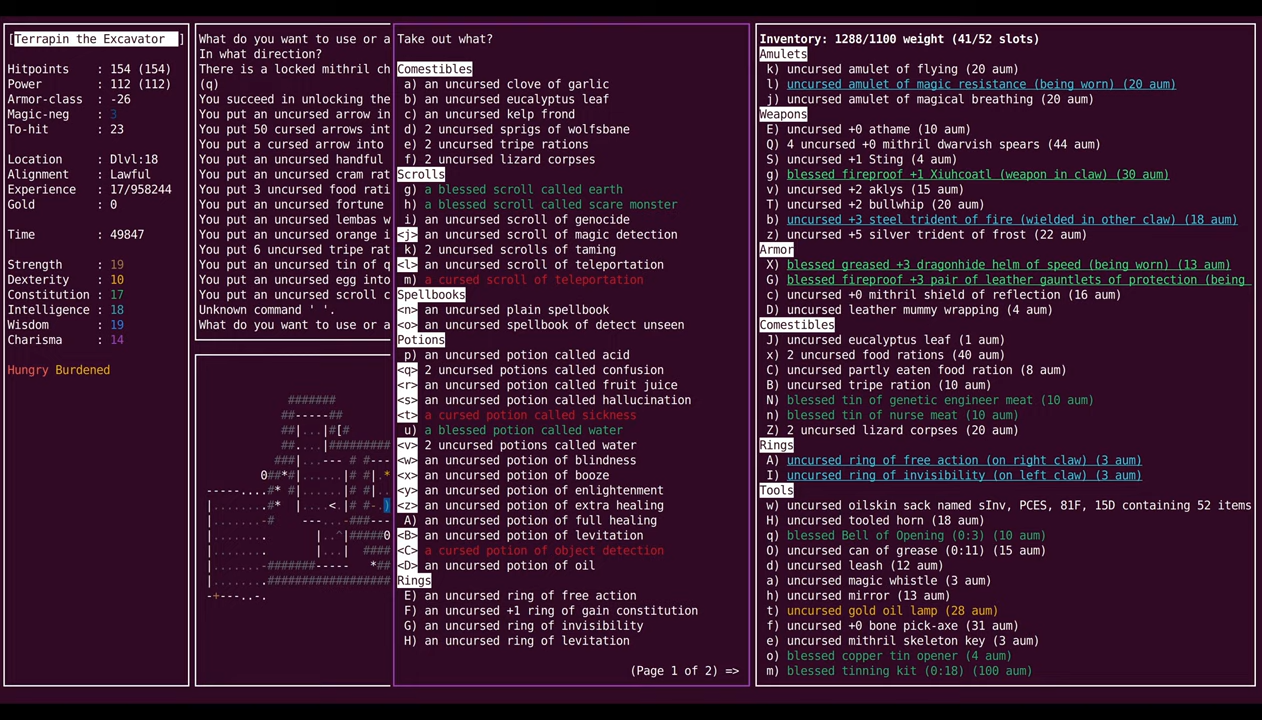 [Terrapin the Excavator ]
Hitpoints : 154 (154)
Power : 112 (112)
Armor-class : -26
Magic-neg : 3
To-hit : 23
Location : Dlvl:18
Alignment : Lawful
Experience : 17/958244
Gold : 0
Time : 49847
Strength : 19
Dexterity : 10
Constitution : 17
Intelligence : 18
Wisdom : 19
Charisma : 14
Hungry Burdened
What do you want to use or a
In what direction?
There is a locked mithril ch
(q)
You succeed in unlocking the
You put an uncursed arrow in
You put 50 cursed arrows int
You put a cursed arrow into
You put an uncursed handful
You put an uncursed cram rat
You put 3 uncursed food rati
You put an uncursed fortune
You put an uncursed lembas w
You put an uncursed orange i
You put 6 uncursed tripe rat
You put an uncursed tin of q
You put an uncursed egg into
You put an uncursed scroll c
Unknown command ' '.
What do you want to use or a
Take out what?
Comestibles
a) an uncursed clove of garlic
b) an uncursed eucalyptus leaf
c) an uncursed kelp frond
d) 2 uncursed sprigs of wolfsbane
e) 2 uncursed tripe rations
f) 2 uncursed lizard corpses
Scrolls
g) a blessed scroll called earth
h) a blessed scroll called scare monster
i) an uncursed scroll of genocide
<j> an uncursed scroll of magic detection
k) 2 uncursed scrolls of taming
<l> an uncursed scroll of teleportation
m) a cursed scroll of teleportation
Spellbooks
<n> an uncursed plain spellbook
<o> an uncursed spellbook of detect unseen
Potions
p) an uncursed potion called acid
<q> 2 uncursed potions called confusion
<r> an uncursed potion called fruit juice
<s> an uncursed potion called hallucination
<t> a cursed potion called sickness
u) a blessed potion called water
<v> 2 uncursed potions called water
<w> an uncursed potion of blindness
<x> an uncursed potion of booze
<y> an uncursed potion of enlightenment
<z> an uncursed potion of extra healing
A) an uncursed potion of full healing
<B> an uncursed potion of levitation
<C> a cursed potion of object detection
<D> an uncursed potion of oil
Rings
E) an uncursed ring of free action
F) an uncursed +1 ring of gain constitution
G) an uncursed ring of invisibility
H) an uncursed ring of levitation
(Page 1 of 2) =>
Inventory: 1288/1100 weight (41/52 slots)
Amulets
k) uncursed amulet of flying (20 aum)
l) uncursed amulet of magic resistance (being worn) (20 aum)
j) uncursed amulet of magical breathing (20 aum)
Weapons
E) uncursed +0 athame (10 aum)
Q) 4 uncursed +0 mithril dwarvish spears (44 aum)
S) uncursed +1 Sting (4 aum)
g) blessed fireproof +1 Xiuhcoatl (weapon in claw) (30 aum)
v) uncursed +2 aklys (15 aum)
T) uncursed +2 bullwhip (20 aum)
b) uncursed +3 steel trident of fire (wielded in other claw) (18 aum)
z) uncursed +5 silver trident of frost (22 aum)
Armor
X) blessed greased +3 dragonhide helm of speed (being worn) (13 aum)
G) blessed fireproof +3 pair of leather gauntlets of protection (being
c) uncursed +0 mithril shield of reflection (16 aum)
D) uncursed leather mummy wrapping (4 aum)
Comestibles
J) uncursed eucalyptus leaf (1 aum)
x) 2 uncursed food rations (40 aum)
C) uncursed partly eaten food ration (8 aum)
B) uncursed tripe ration (10 aum)
N) blessed tin of genetic engineer meat (10 aum)
n) blessed tin of nurse meat (10 aum)
Z) 2 uncursed lizard corpses (20 aum)
Rings
A) uncursed ring of free action (on right claw) (3 aum)
I) uncursed ring of invisibility (on left claw) (3 aum)
Tools
w) uncursed oilskin sack named sInv, PCES, 81F, 15D containing 52 items
H) uncursed tooled horn (18 aum)
q) blessed Bell of Opening (0:3) (10 aum)
O) uncursed can of grease (0:11) (15 aum)
d) uncursed leash (12 aum)
a) uncursed magic whistle (3 aum)
h) uncursed mirror (13 aum)
t) uncursed gold oil lamp (28 aum)
f) uncursed +0 bone pick-axe (31 aum)
e) uncursed mithril skeleton key (3 aum)
o) blessed copper tin opener (4 aum)
m) blessed tinning kit (0:18) (100 aum)